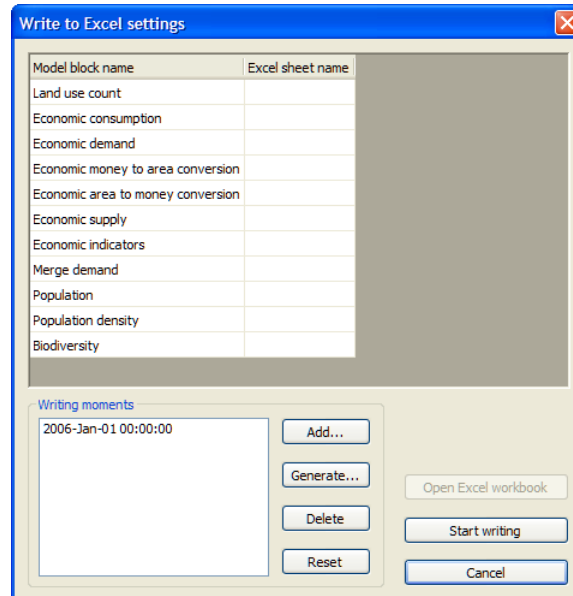 Write to Excel settings
Model block name Excel sheet name
Land use count
Economic consumption
Economic demand
Economic money to area conversion
Economic area to money conversion
Economic supply
Economic indicators
Merge demand
Population
Population density
Biodiversity
Writing moments
2006-Jan-01 00:00:00
Add...
Generate...
Delete
Reset
Open Excel workbook
Start writing
Cancel